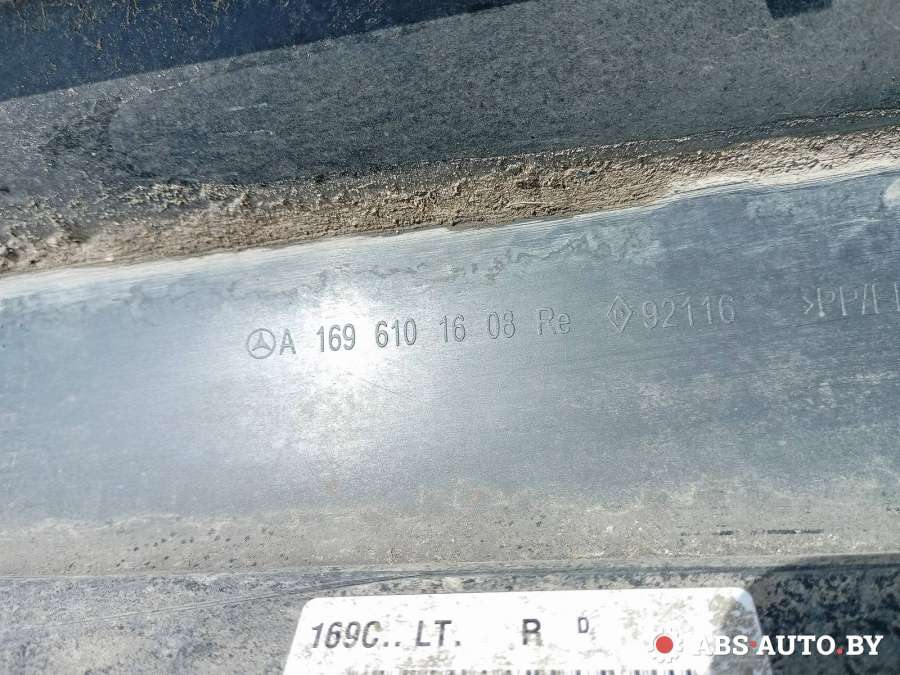 A 169 610 16 08 Re 92116 >PP/E
169C.. LT. R D
ABS-AUTO.BY